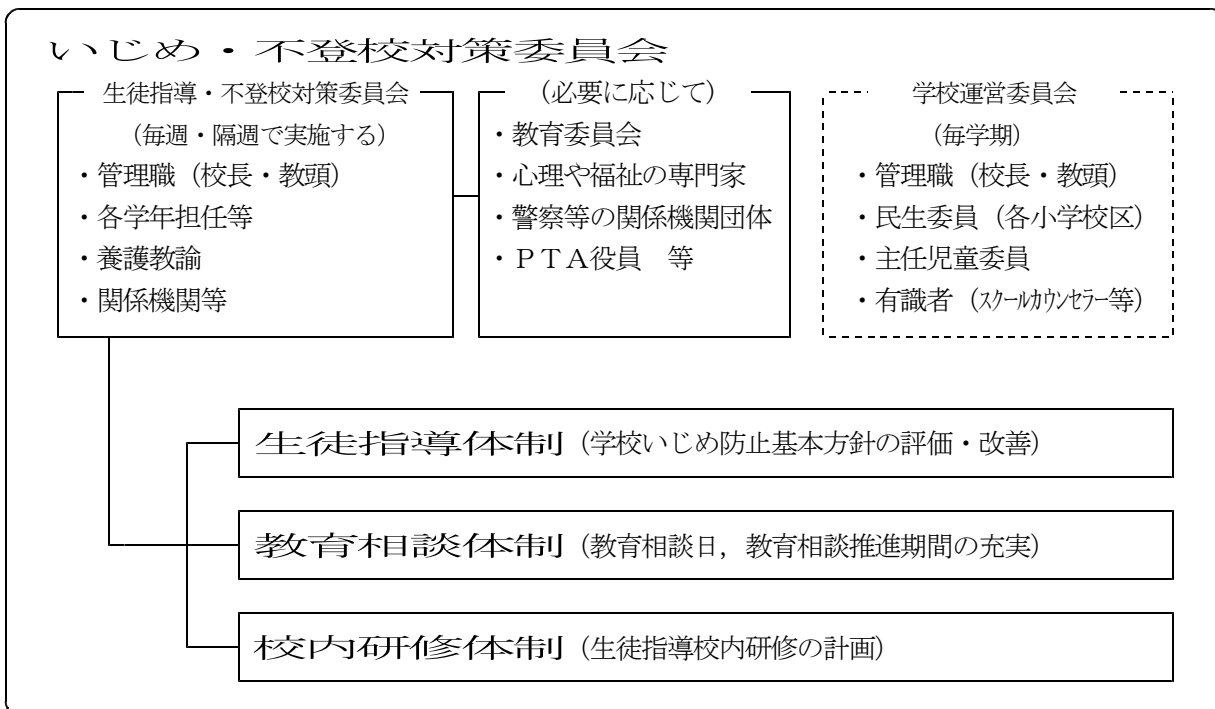 いじめ・不登校対策委員会
生徒指導・不登校対策委員会
（毎週・隔週で実施する）
・管理職（校長・教頭）
・各学年担任等
・養護教諭
・関係機関等
（必要に応じて）
・教育委員会
・心理や福祉の専門家
・警察等の関係機関団体
・ＰＴＡ役員　等
学校運営委員会
（毎学期）
・管理職（校長・教頭）
・民生委員（各小学校区）
・主任児童委員
・有識者（ｽｸｰﾙｶｳﾝｾﾗｰ等）
生徒指導体制（学校いじめ防止基本方針の評価・改善）
教育相談体制（教育相談日，教育相談推進期間の充実）
校内研修体制（生徒指導校内研修の計画）